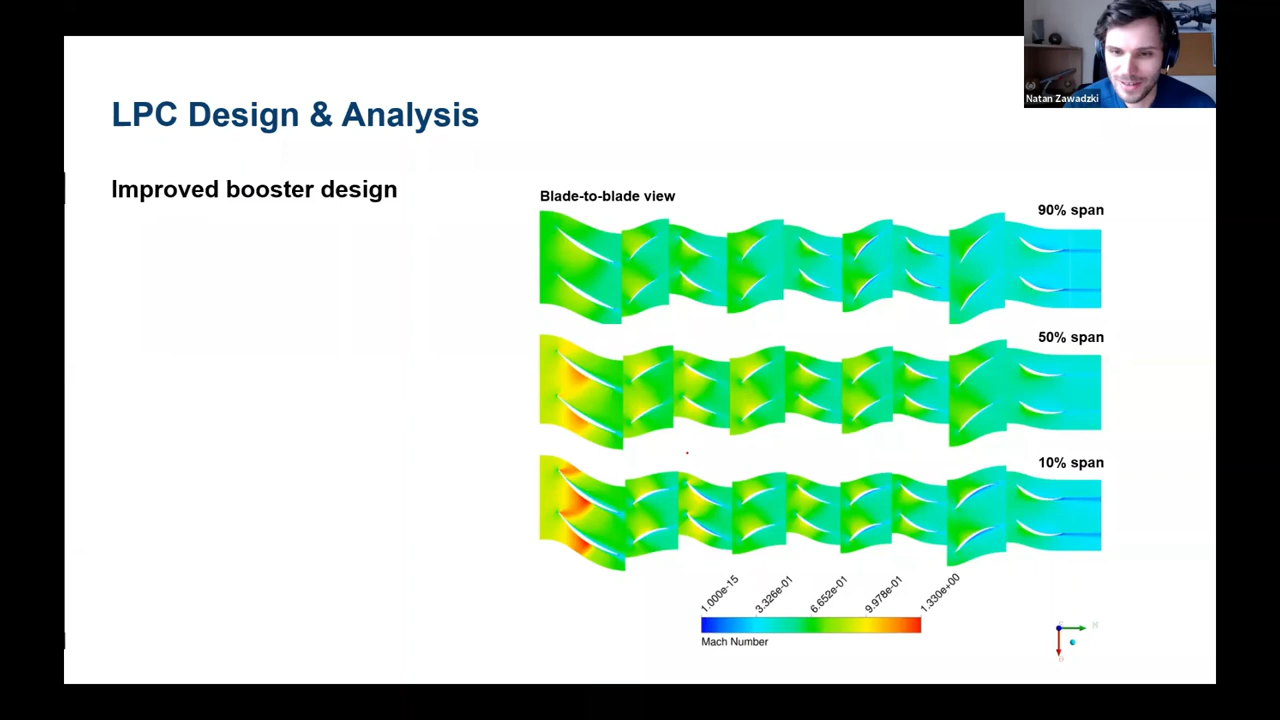 Natan Zawadzki
LPC Design & Analysis
Improved booster design
Blade-to-blade view
90% span
50% span
10% span
1.000e-15
3.326e-01
6.652e-01
9.978e-01
1.330e+00
Mach Number